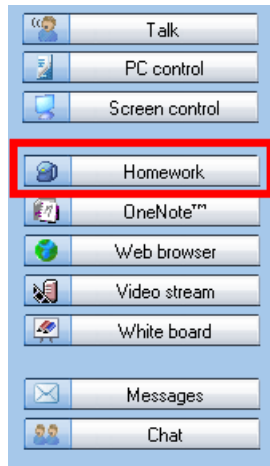 Talk
PC control
Screen control
Homework
OneNote™
Web browser
Video stream
White board
Messages
Chat